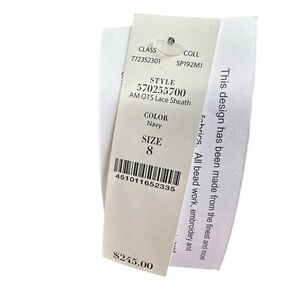 CLASS COLL
772352301 SP192M1
STYLE
570255700
AM OTS Lace Sheath
COLOR
Navy
SIZE
8
451011652335
$245.00
This design has been made from the finest and most
fabrics. All bead work, embroidery and